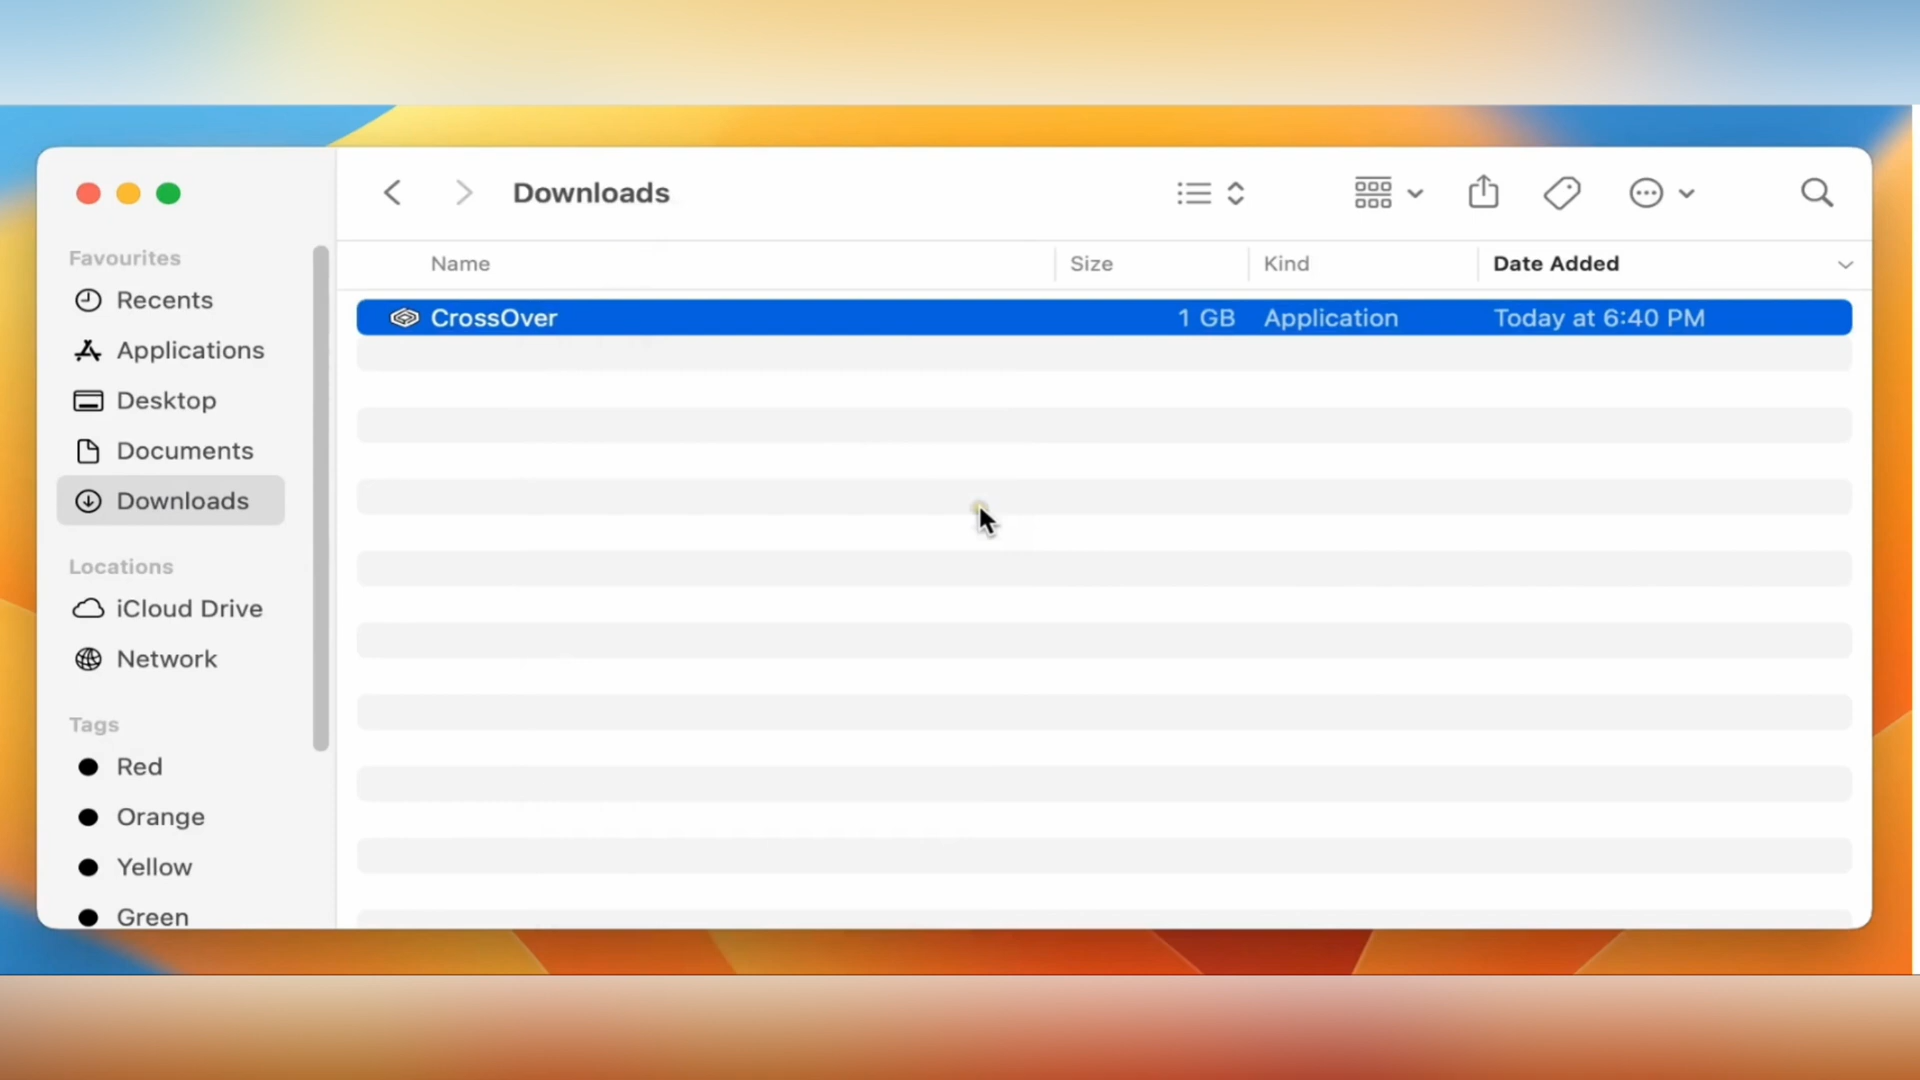 Downloads
Favourites
Recents
Applications
Desktop
Documents
Downloads
Locations
iCloud Drive
Network
Tags
Red
Orange
Yellow
Green
Name Size Kind Date Added
CrossOver 1 GB Application Today at 6:40 PM